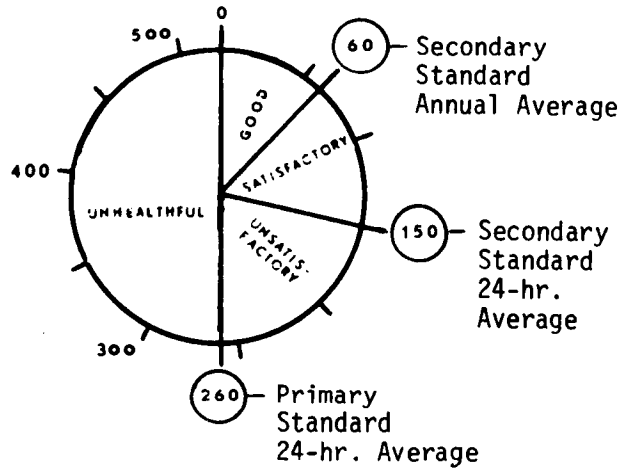 0
500
60
Secondary
Standard
Annual Average
GOOD
SATISFACTORY
400
UNHEALTHFUL
UNSATIS-
FACTORY
150
Secondary
Standard
24-hr.
Average
300
260
Primary
Standard
24-hr. Average